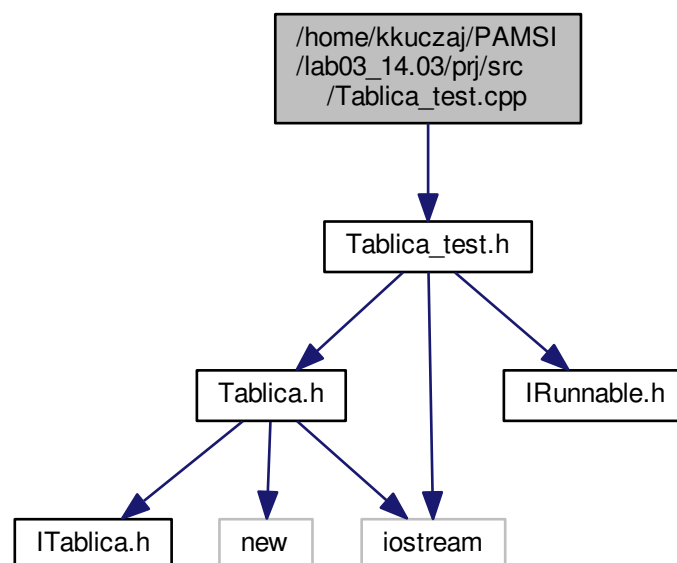 /home/kkuczaj/PAMSI
/lab03_14.03/prj/src
/Tablica_test.cpp
Tablica_test.h
Tablica.h
IRunnable.h
ITablica.h
new
iostream